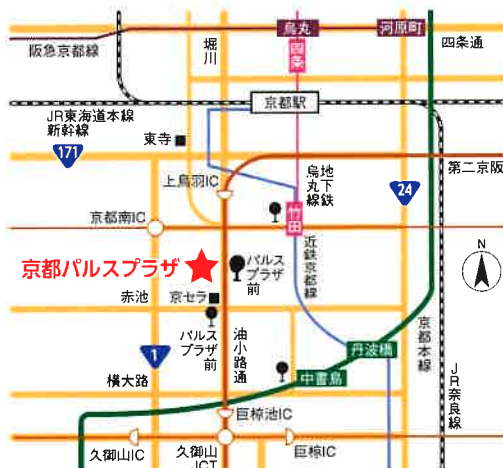 烏丸
河原町
堀川
四条通
阪急京都線
四条
京都駅
JR東海道本線
新幹線
東寺
171
第二京阪
上鳥羽IC
烏丸線
地下鉄
24
京都南IC
竹田
N
京都パルスプラザ
パルス
プラザ
前
近鉄京都線
赤池
京セラ
パルス
プラザ
前
油小路通
京都本線
丹波橋
1
中書島
JR奈良線
横大路
巨椋池IC
久御山IC
久御山
JCT
巨椋IC